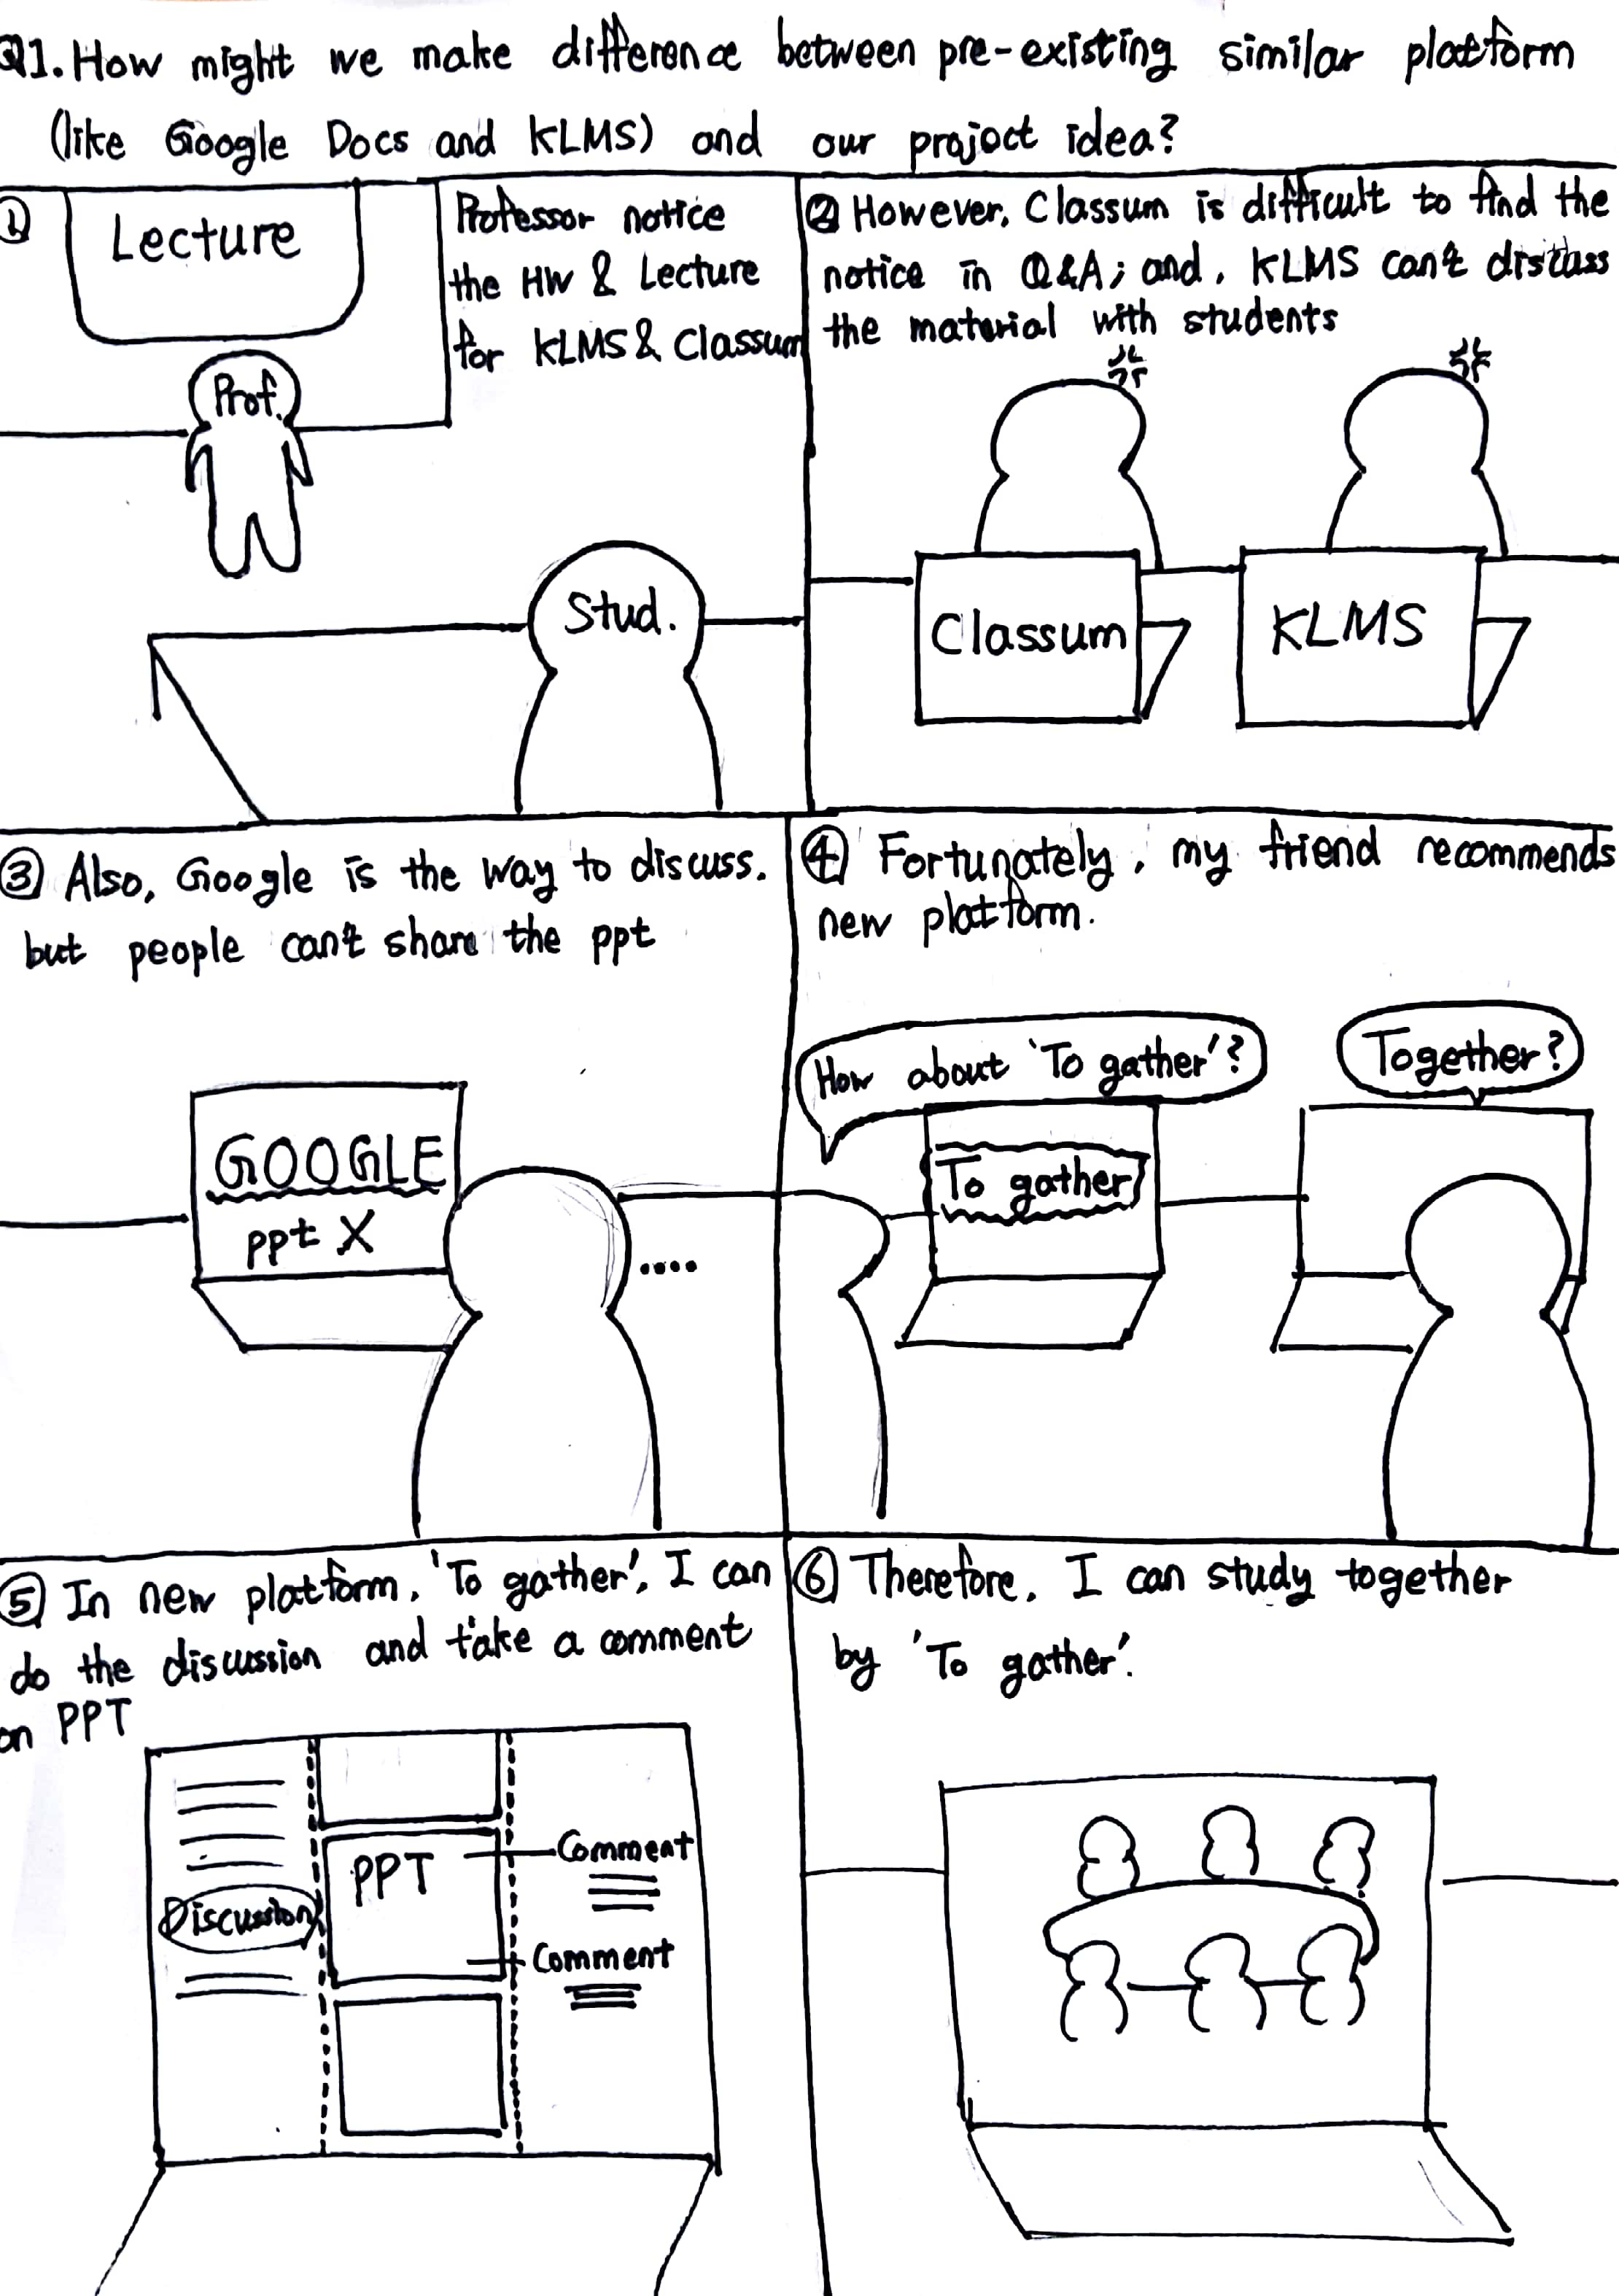 Q1. How might we make difference between pre-existing similar platform
(like Google Docs and KLMS) and our projoct idea?
①
Lecture
Prof.
Professor notice
the HW & Lecture
for KLMS & Classum
Stud.
② However, Classum is difficult to find the
notice in Q&A; and, KLMS can't distass
the material with students
Classum
KLMS
③ Also, Google is the way to discuss.
but people can't share the ppt
GOOGLE
ppt X
....
④ Fortunately, my friend recommends
new platform.
How about 'To gather'?
Together?
To gather
⑤ In new platform, 'To gather', I can
do the discussion and take a comment
on PPT
Discussion
PPT
Comment
Comment
⑥ Therefore, I can study together
by 'To gather'.